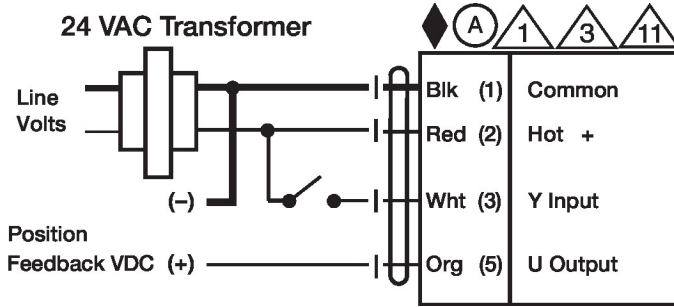 24 VAC Transformer
A 1 3 11
Line
Volts
Blk (1) Common
Red (2) Hot +
(–)
Wht (3) Y Input
Position
Feedback VDC (+)
Org (5) U Output